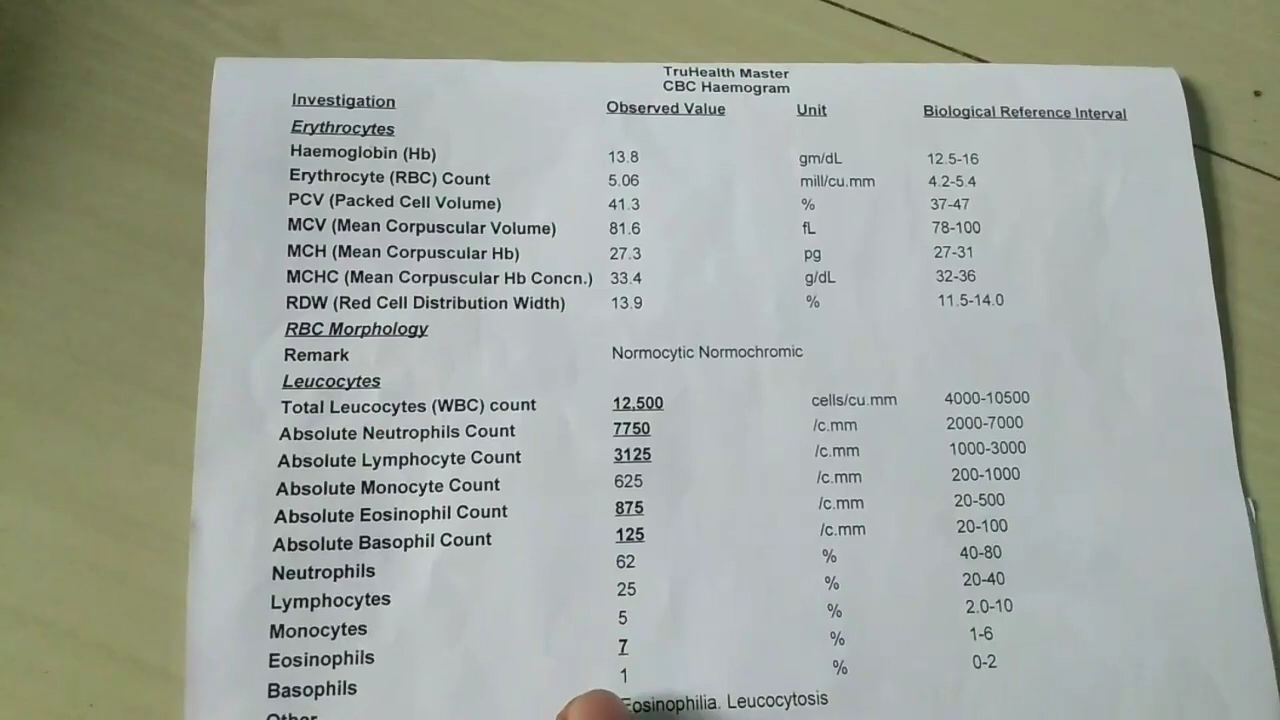 TruHealth Master
CBC Haemogram
Investigation Observed Value Unit Biological Reference Interval
Erythrocytes
Haemoglobin (Hb) 13.8 gm/dL 12.5-16
Erythrocyte (RBC) Count 5.06 mill/cu.mm 4.2-5.4
PCV (Packed Cell Volume) 41.3 % 37-47
MCV (Mean Corpuscular Volume) 81.6 fL 78-100
MCH (Mean Corpuscular Hb) 27.3 pg 27-31
MCHC (Mean Corpuscular Hb Concn.) 33.4 g/dL 32-36
RDW (Red Cell Distribution Width) 13.9 % 11.5-14.0
RBC Morphology
Remark Normocytic Normochromic
Leucocytes
Total Leucocytes (WBC) count 12,500 cells/cu.mm 4000-10500
Absolute Neutrophils Count 7750 /c.mm 2000-7000
Absolute Lymphocyte Count 3125 /c.mm 1000-3000
Absolute Monocyte Count 625 /c.mm 200-1000
Absolute Eosinophil Count 875 /c.mm 20-500
Absolute Basophil Count 125 /c.mm 20-100
Neutrophils 62 % 40-80
Lymphocytes 25 % 20-40
Monocytes 5 % 2.0-10
Eosinophils 7 % 1-6
Basophils 1 % 0-2
Other Eosinophilia. Leucocytosis